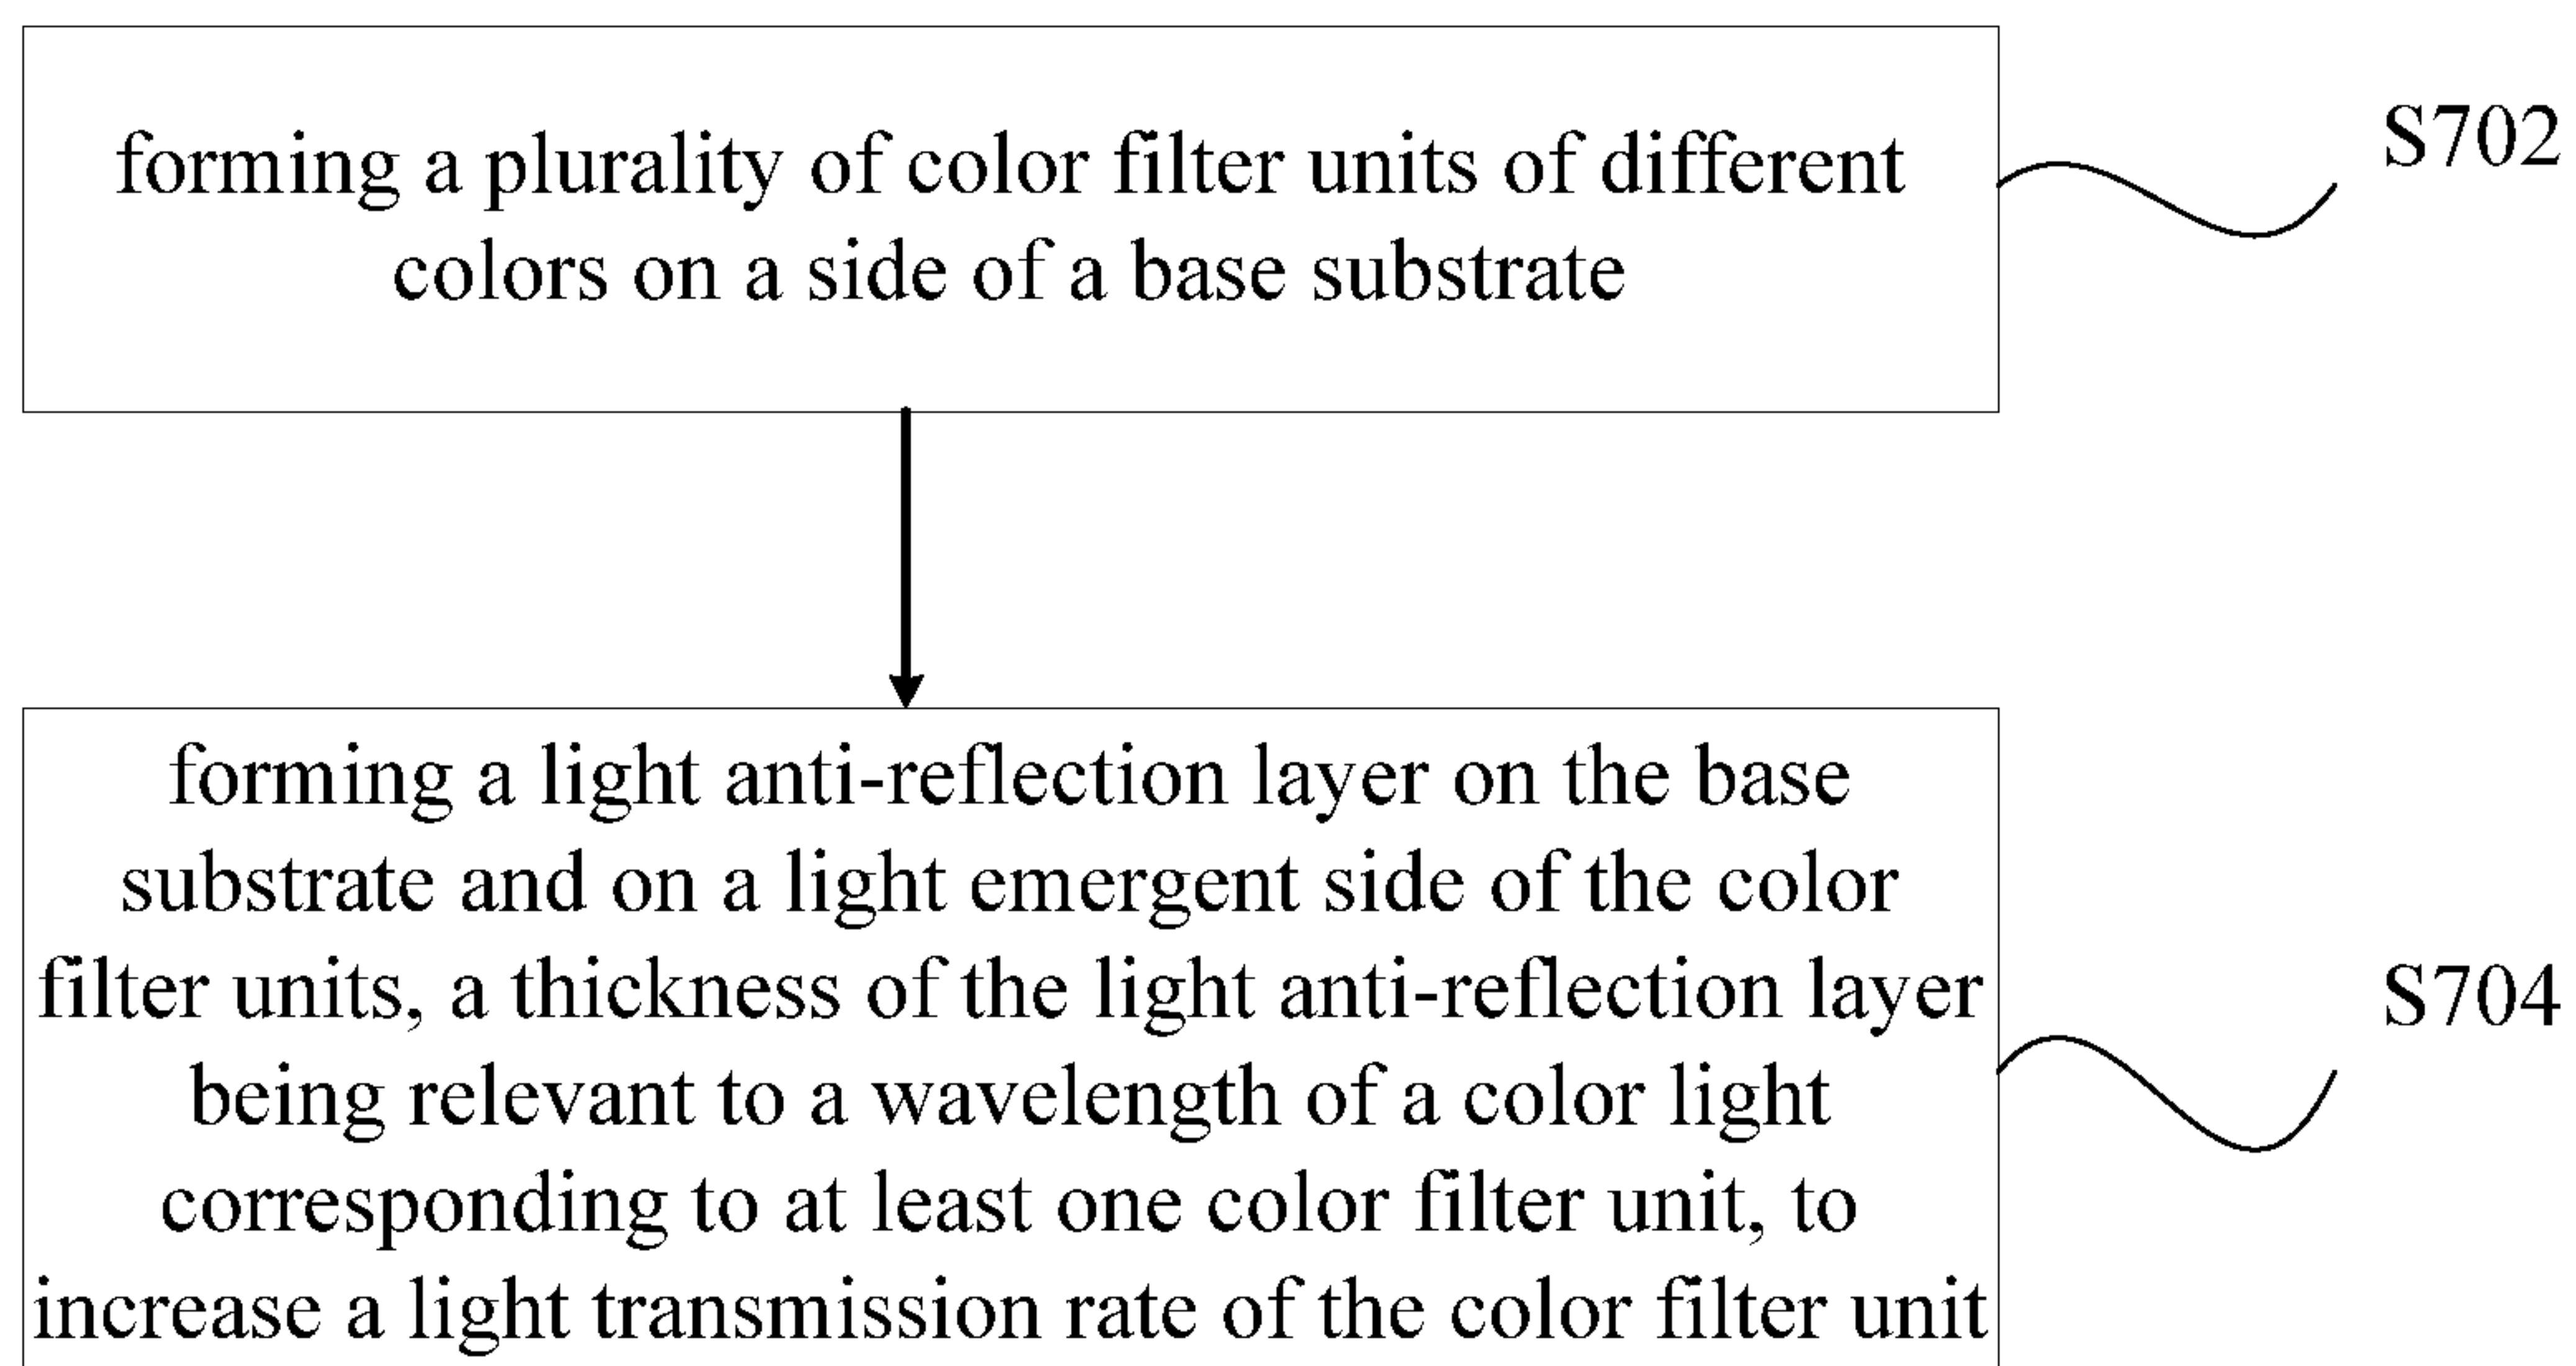 forming a plurality of color filter units of different
colors on a side of a base substrate
S702
forming a light anti-reflection layer on the base
substrate and on a light emergent side of the color
filter units, a thickness of the light anti-reflection layer
being relevant to a wavelength of a color light
corresponding to at least one color filter unit, to
increase a light transmission rate of the color filter unit
S704